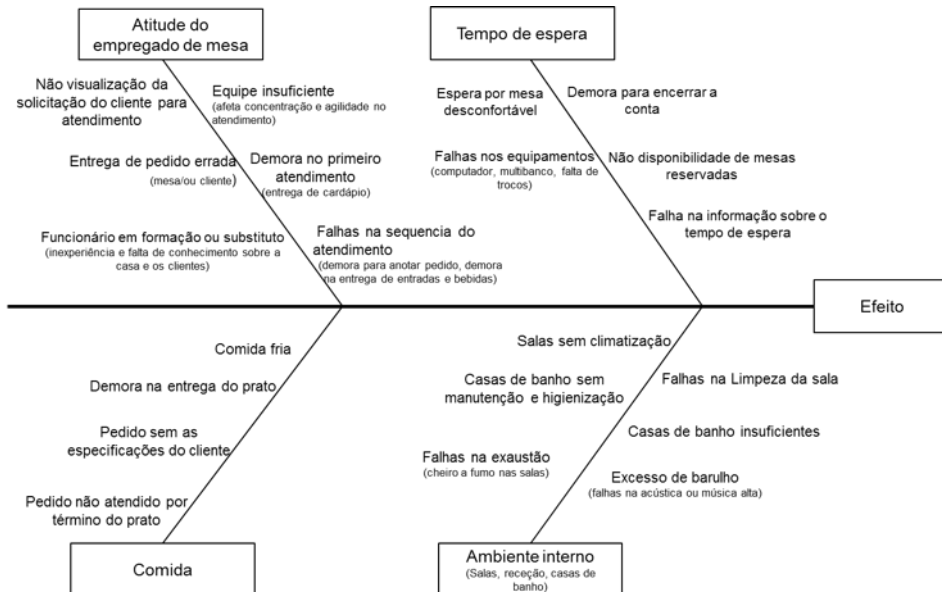 Atitude do
empregado de mesa
Tempo de espera
Não visualização da
solicitação do cliente para
atendimento
Equipe insuficiente
(afeta concentração e agilidade no
atendimento)
Entrega de pedido errada
(mesa/ou cliente)
Demora no primeiro
atendimento
(entrega de cardápio)
Funcionário em formação ou substituto
(inexperiência e falta de conhecimento sobre a
casa e os clientes)
Falhas na sequencia do
atendimento
(demora para anotar pedido, demora
na entrega de entradas e bebidas)
Espera por mesa
desconfortável
Demora para encerrar a
conta
Falhas nos equipamentos
(computador, multibanco, falta de
trocos)
Não disponibilidade de mesas
reservadas
Falha na informação sobre o
tempo de espera
Efeito
Comida fria
Demora na entrega do prato
Pedido sem as
especificações do cliente
Pedido não atendido por
término do prato
Comida
Salas sem climatização
Casas de banho sem
manutenção e higienização
Falhas na Limpeza da sala
Casas de banho insuficientes
Falhas na exaustão
(cheiro a fumo nas salas)
Excesso de barulho
(falhas na acústica ou música alta)
Ambiente interno
(Salas, receção, casas de
banho)